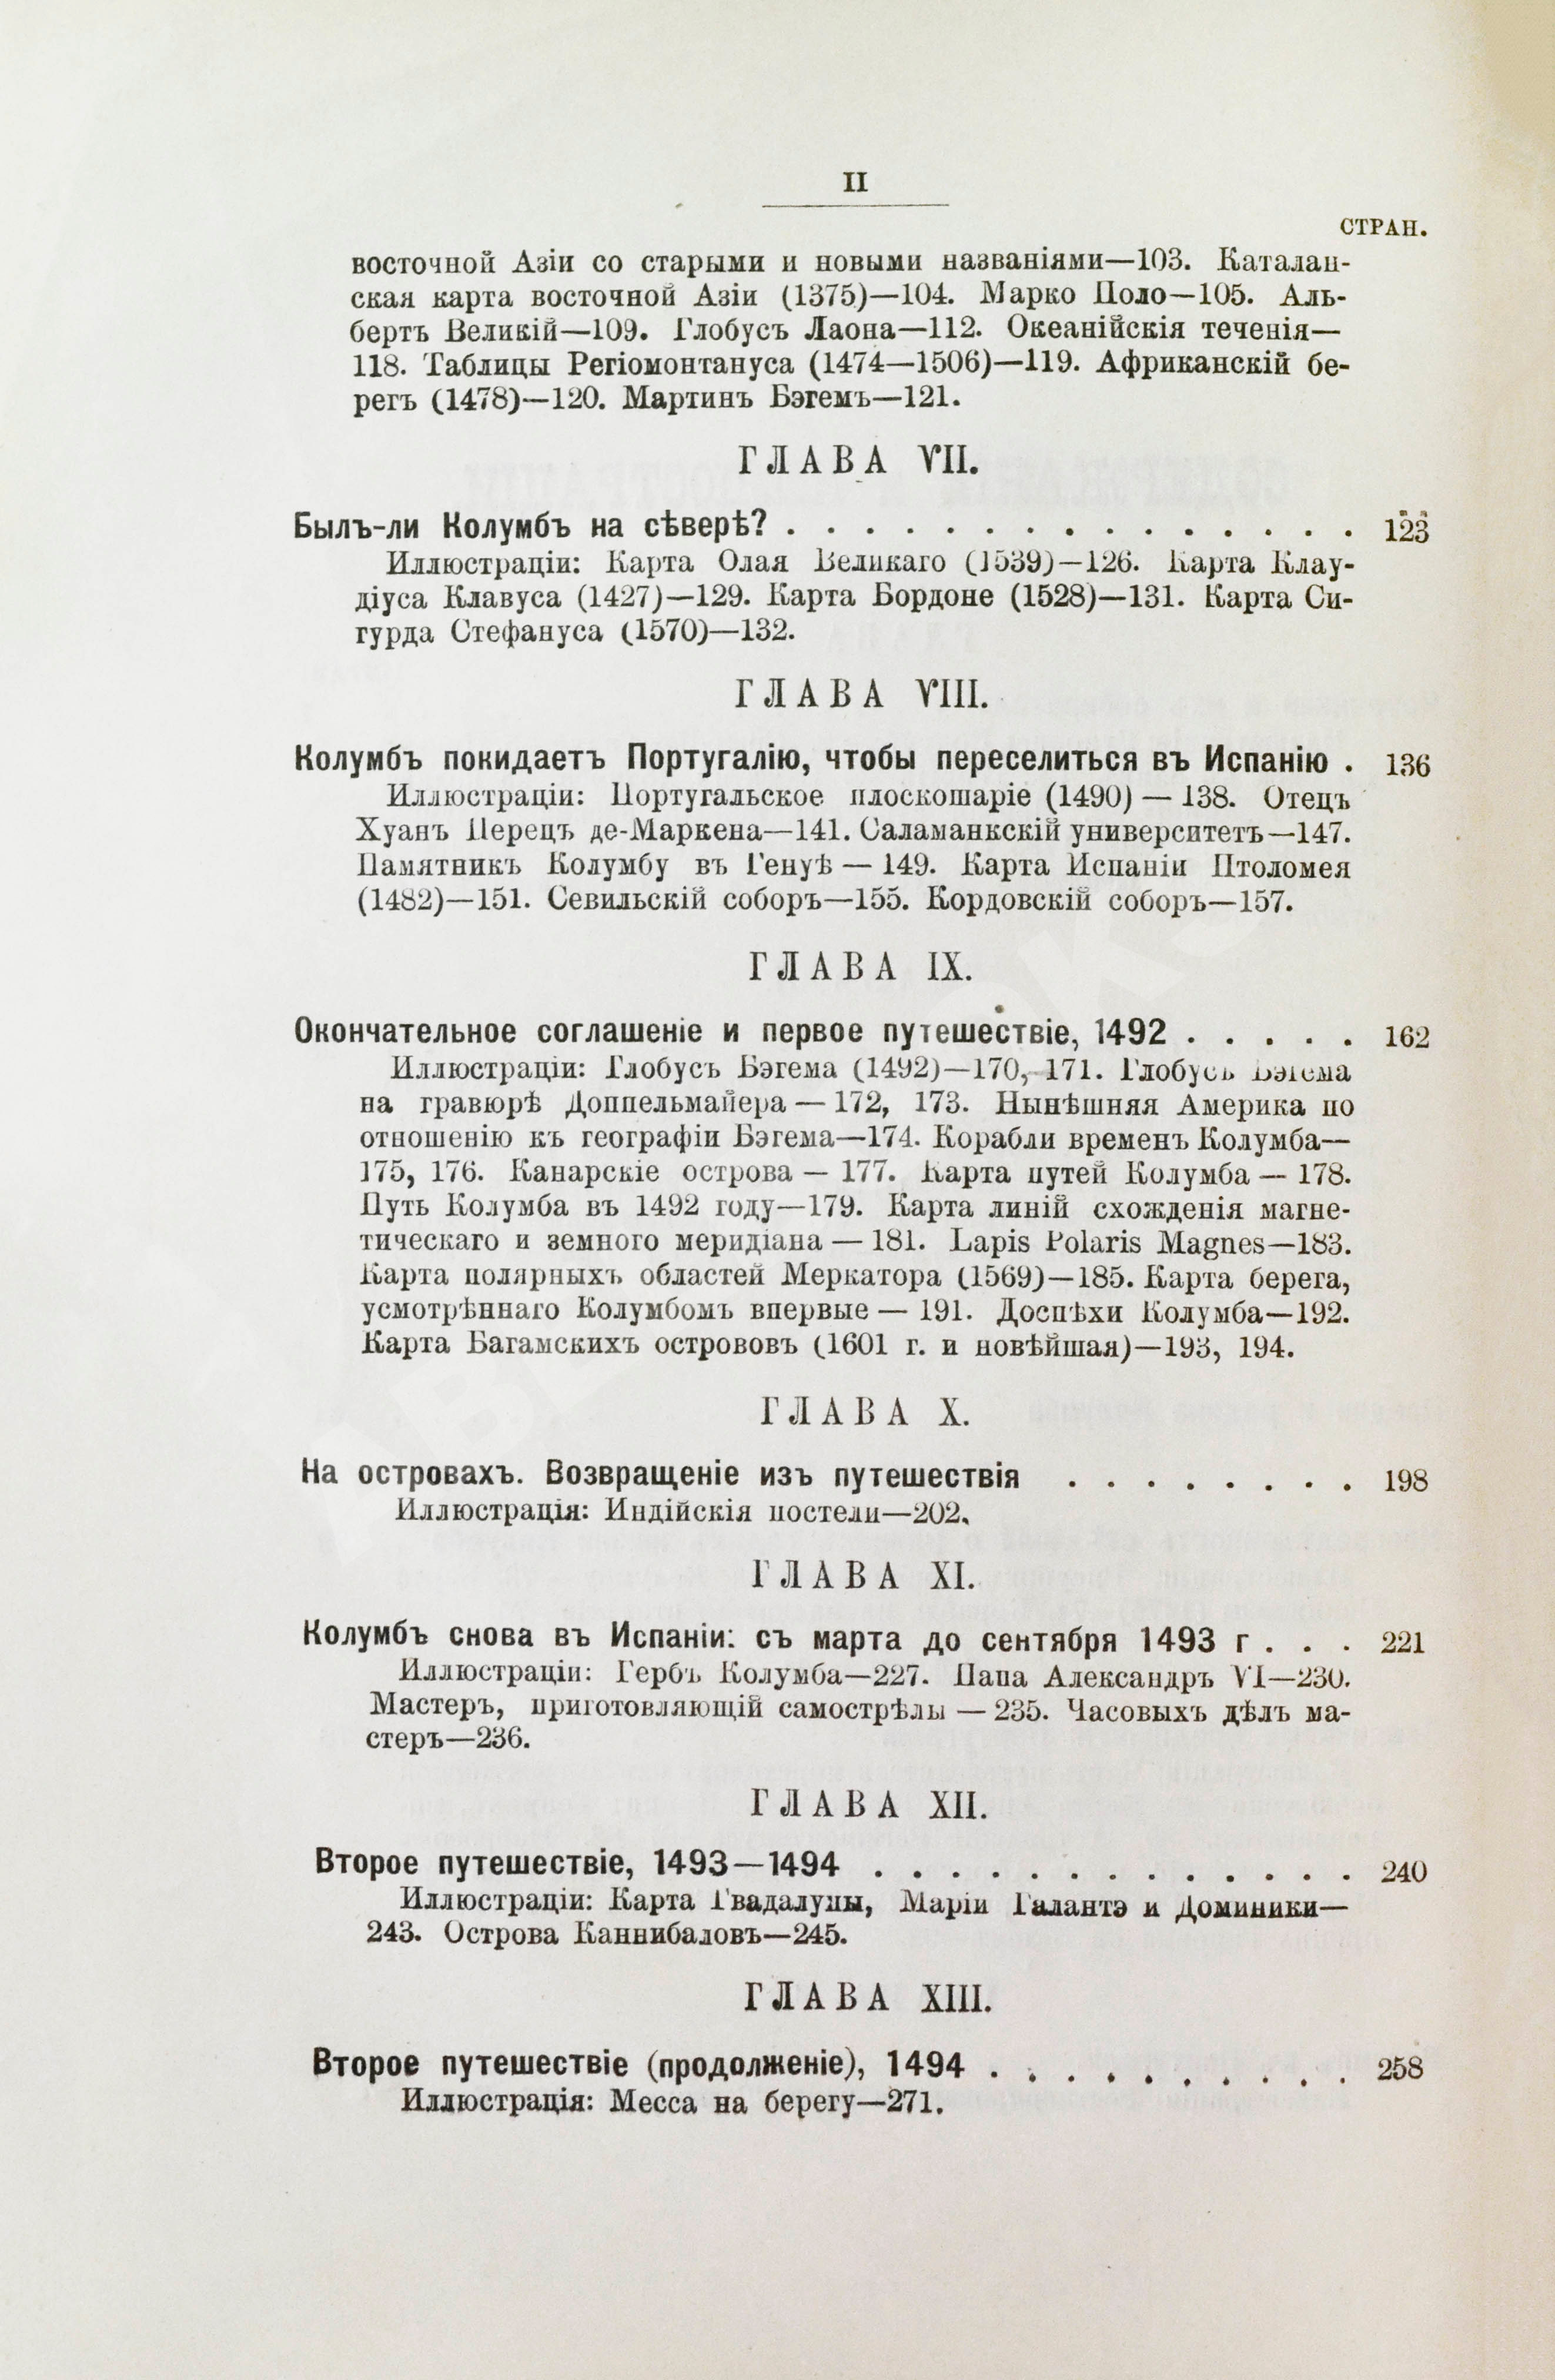 II
СТРАН.
восточной Азіи со старыми и новыми названіями—103. Каталан-
ская карта восточной Азіи (1375)—104. Марко Поло—105. Аль-
бертъ Великій—109. Глобусъ Лаона—112. Океанійскія теченія—
118. Таблицы Регіомонтануса (1474—1506)—119. Африканскій бе-
регъ (1478)—120. Мартинъ Бэгемъ—121.
ГЛАВА VII.
Былъ-ли Колумбъ на сѣверѣ? . . . . . . . . . . . . . . . 123
Иллюстраціи: Карта Олая Великаго (1539)—126. Карта Клау-
діуса Клавуса (1427)—129. Карта Бордоне (1528)—131. Карта Си-
гурда Стефануса (1570)—132.
ГЛАВА VIII.
Колумбъ покидаетъ Португалію, чтобы переселиться въ Испанію . 136
Иллюстраціи: Португальское плоскошаріе (1490) — 138. Отецъ
Хуанъ Перецъ де-Маркена—141. Саламанкскій университетъ—147.
Памятникъ Колумбу въ Генуѣ — 149. Карта Испаніи Птоломея
(1482)—151. Севильскій соборъ—155. Кордовскій соборъ—157.
ГЛАВА IX.
Окончательное соглашеніе и первое путешествіе, 1492 . . . . . 162
Иллюстраціи: Глобусъ Бэгема (1492)—170, 171. Глобусъ Бэгема
на гравюрѣ Доппельмайера — 172, 173. Нынѣшняя Америка по
отношенію къ географіи Бэгема—174. Корабли временъ Колумба—
175, 176. Канарскіе острова — 177. Карта путей Колумба — 178.
Путь Колумба въ 1492 году—179. Карта линій схожденія магне-
тическаго и земного меридіана — 181. Lapis Polaris Magnes—183.
Карта полярныхъ областей Меркатора (1569)—185. Карта берега,
усмотрѣннаго Колумбомъ впервые — 191. Доспѣхи Колумба—192.
Карта Багамскихъ острововъ (1601 г. и новѣйшая)—193, 194.
ГЛАВА X.
На островахъ. Возвращеніе изъ путешествія . . . . . . . . 198
Иллюстрація: Индійскія постели—202.
ГЛАВА XI.
Колумбъ снова въ Испаніи: съ марта до сентября 1493 г . . . 221
Иллюстраціи: Гербъ Колумба—227. Папа Александръ VI—230.
Мастеръ, приготовляющій самострѣлы — 235. Часовыхъ дѣлъ ма-
стеръ—236.
ГЛАВА XII.
Второе путешествіе, 1493—1494 . . . . . . . . . . . . . 240
Иллюстраціи: Карта Гвадалупы, Маріи Галантэ и Доминики—
243. Острова Каннибаловъ—245.
ГЛАВА XIII.
Второе путешествіе (продолженіе), 1494 . . . . . . . . . . 258
Иллюстрація: Месса на берегу—271.